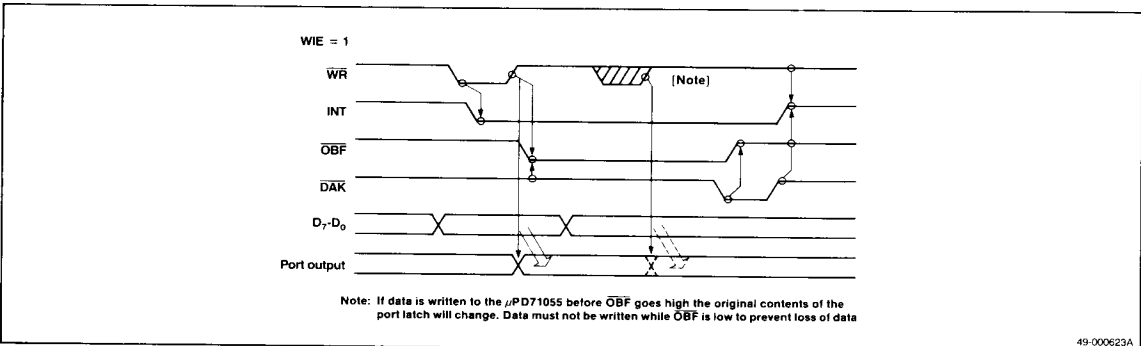 WIE = 1
WR
[Note]
INT
OBF
DAK
D7-D0
Port output
Note: If data is written to the µPD71055 before OBF goes high the original contents of the
port latch will change. Data must not be written while OBF is low to prevent loss of data
49-000623A